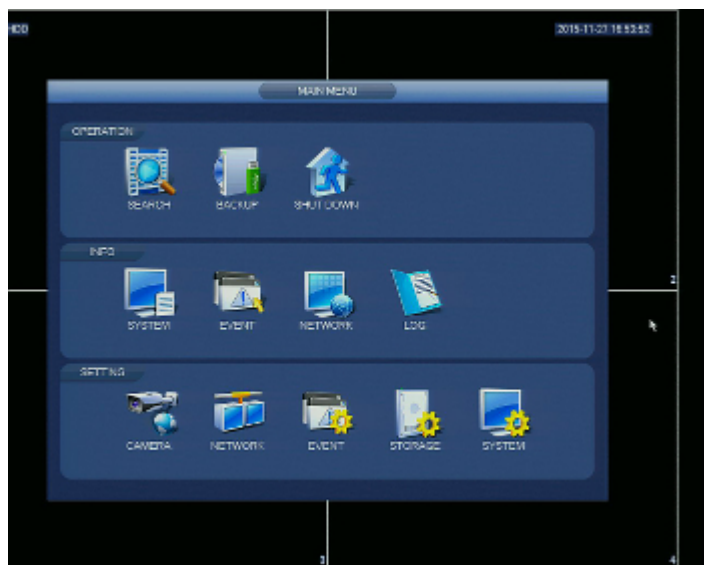 HDD
2015-11-27 16:53:52
MAIN MENU
OPERATION
SEARCH BACKUP SHUTDOWN
INFO
SYSTEM EVENT NETWORK LOG
2
SETTING
CAMERA NETWORK EVENT STORAGE SYSTEM
3 4